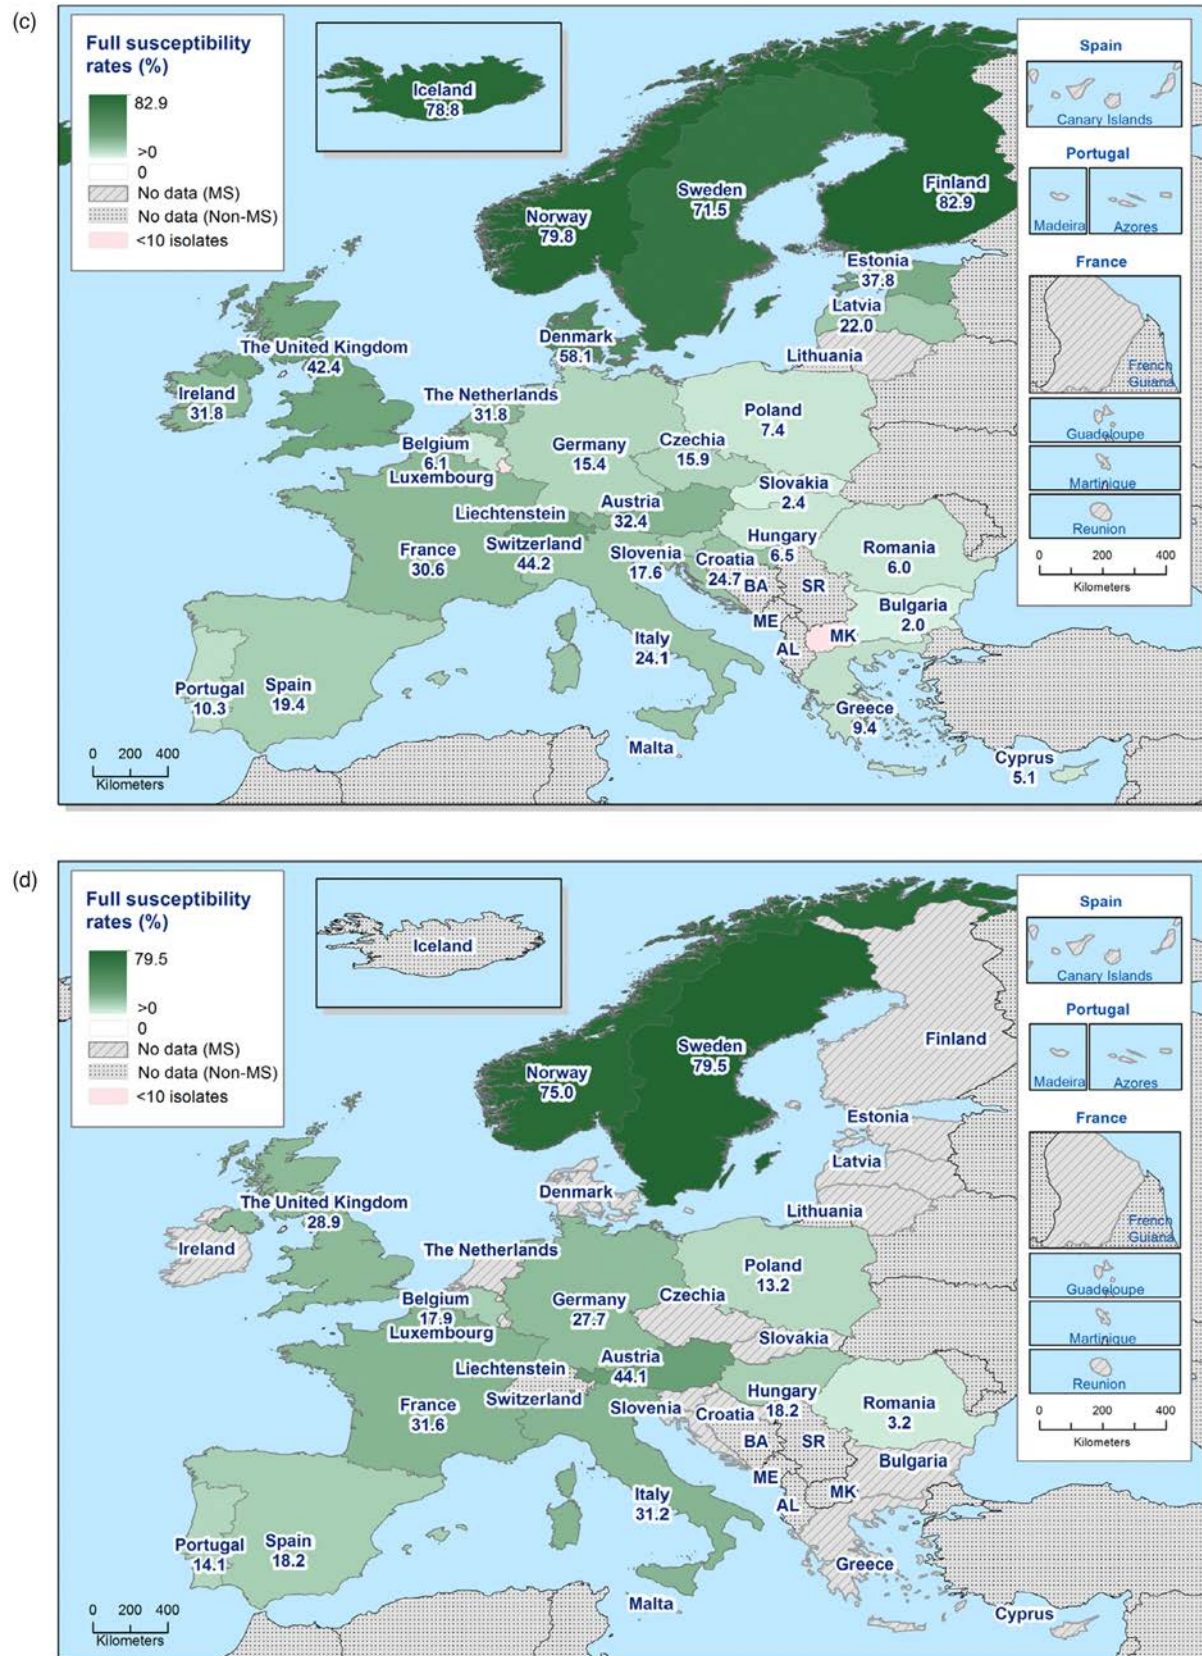 (c)
Full susceptibility
rates (%)
82.9
>0
0
No data (MS)
No data (Non-MS)
<10 isolates
Iceland
78.8
Norway
79.8
Sweden
71.5
Finland
82.9
Estonia
37.8
Latvia
22.0
Lithuania
Denmark
58.1
The United Kingdom
42.4
Ireland
31.8
The Netherlands
31.8
Belgium
6.1
Luxembourg
Germany
15.4
Poland
7.4
Czechia
15.9
Slovakia
2.4
Liechtenstein
Austria
32.4
France
30.6
Switzerland
44.2
Slovenia
17.6
Croatia
24.7
Hungary
6.5
Romania
6.0
BA
SR
Bulgaria
2.0
ME
MK
AL
Italy
24.1
Portugal
10.3
Spain
19.4
Greece
9.4
Malta
Cyprus
5.1
0 200 400
Kilometers
Spain
Canary Islands
Portugal
Madeira
Azores
France
French
Guiana
Guadeloupe
Martinique
Reunion
0 200 400
Kilometers
(d)
Full susceptibility
rates (%)
79.5
>0
0
No data (MS)
No data (Non-MS)
<10 isolates
Iceland
Norway
75.0
Sweden
79.5
Finland
Estonia
Latvia
Lithuania
Denmark
The United Kingdom
28.9
Ireland
The Netherlands
Belgium
17.9
Luxembourg
Germany
27.7
Poland
13.2
Czechia
Slovakia
Liechtenstein
Austria
44.1
France
31.6
Switzerland
Slovenia
Croatia
Hungary
18.2
Romania
3.2
BA
SR
Bulgaria
ME
MK
AL
Italy
31.2
Portugal
14.1
Spain
18.2
Greece
Malta
Cyprus
0 200 400
Kilometers
Spain
Canary Islands
Portugal
Madeira
Azores
France
French
Guiana
Guadeloupe
Martinique
Reunion
0 200 400
Kilometers